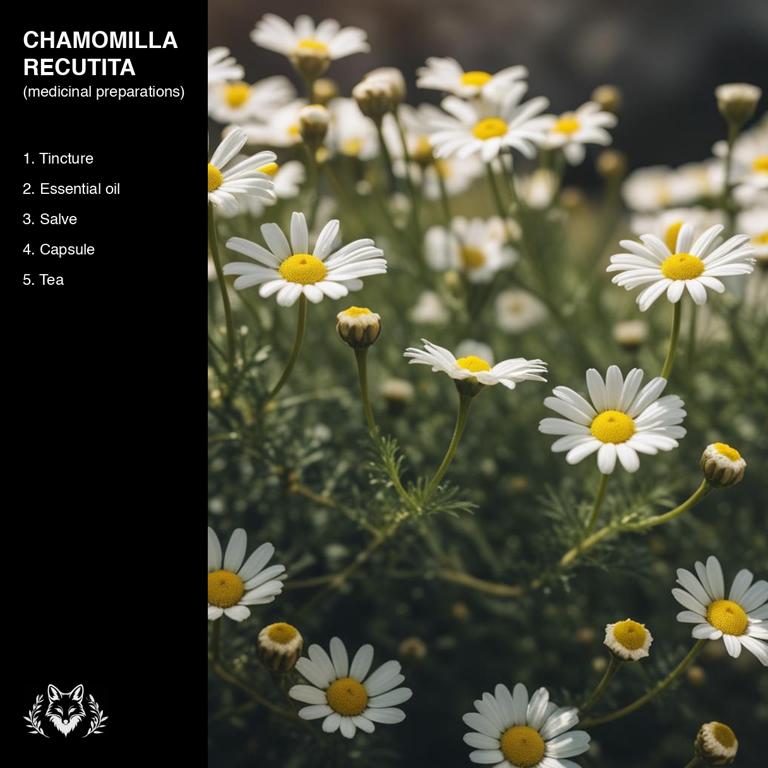 CHAMOMILLA
RECUTITA
(medicinal preparations)
1. Tincture
2. Essential oil
3. Salve
4. Capsule
5. Tea